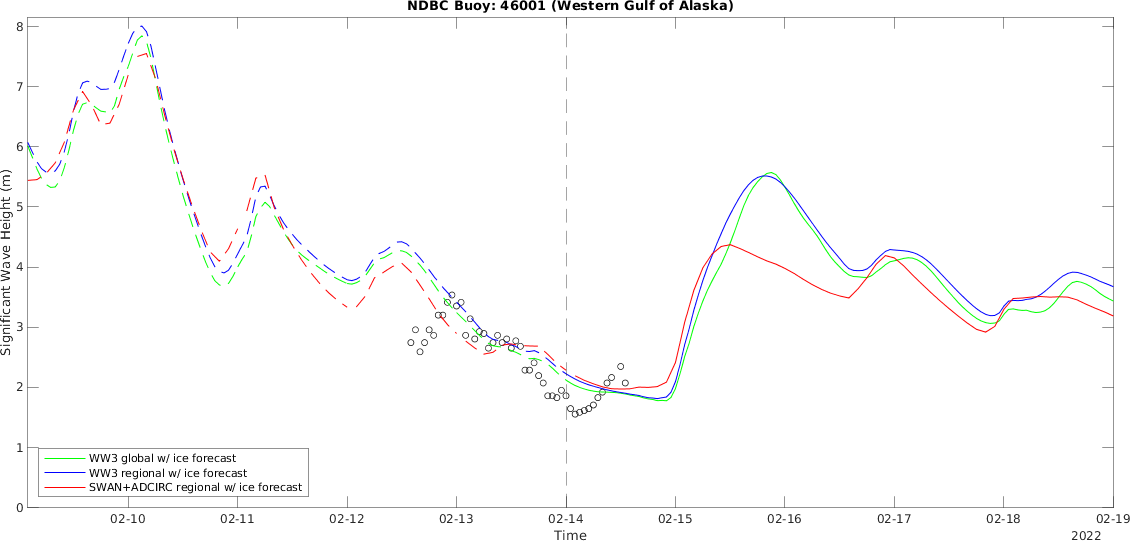 NDBC Buoy: 46001 (Western Gulf of Alaska)
8
7
6
5
4
3
2
1
0
Significant Wave Height (m)
WW3 global w/ ice forecast
WW3 regional w/ ice forecast
SWAN+ADCIRC regional w/ ice forecast
02-10 02-11 02-12 02-13 02-14 02-15 02-16 02-17 02-18 02-19
Time
2022